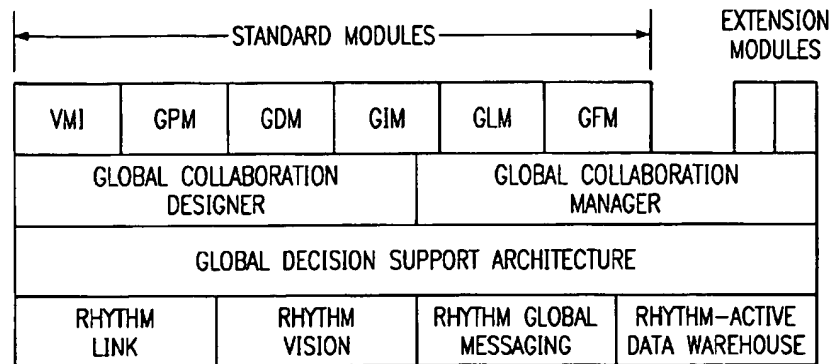 STANDARD MODULES
EXTENSION
MODULES
VMI
GPM
GDM
GIM
GLM
GFM
GLOBAL COLLABORATION
DESIGNER
GLOBAL COLLABORATION
MANAGER
GLOBAL DECISION SUPPORT ARCHITECTURE
RHYTHM
LINK
RHYTHM
VISION
RHYTHM GLOBAL
MESSAGING
RHYTHM-ACTIVE
DATA WAREHOUSE